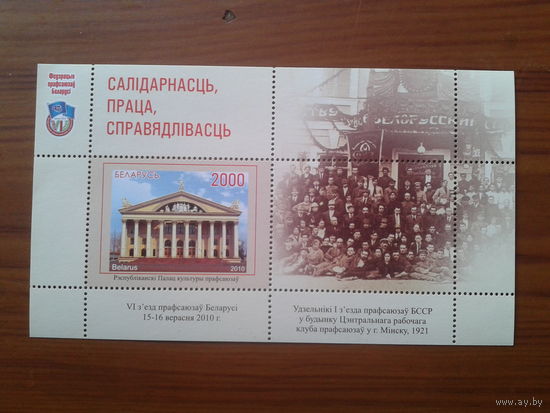 Федэрацыя
прафсаюзаў
Беларусі
VI
САЛІДАРНАСЦЬ,
ПРАЦА,
СПРАВЯДЛІВАСЦЬ
БЕЛАРУСЬ 2000
Belarus 2010
Рэспубліканскі Палац культуры прафсаюзаў
VI з'езд прафсаюзаў Беларусі
15-16 верасня 2010 г.
БЕЛОРУССКИЙ
Удзельнікі I з'езда прафсаюзаў БССР
у будынку Цэнтральнага рабочага
клуба прафсаюзаў у г. Мінску, 1921
www.ay.by